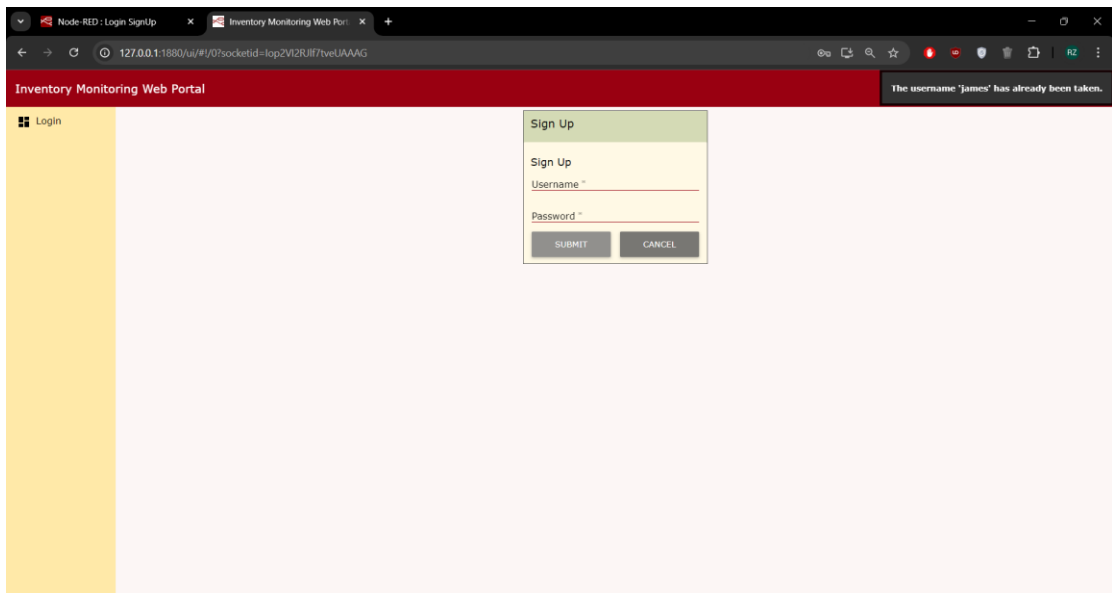 Node-RED : Login SignUp
Inventory Monitoring Web Port
127.0.0.1:1880/ui/#!/0?socketid=Iop2VI2RJlf7tveUAAAG
RZ
Inventory Monitoring Web Portal
The username 'james' has already been taken.
Login
Sign Up
Sign Up
Username *
Password *
SUBMIT
CANCEL